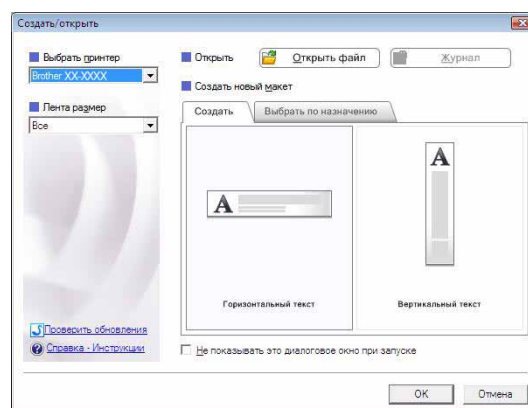 Создать/открыть
Выбрать принтер
Brother XX-XXXX
Лента размер
Все
Проверить обновления
Справка - Инструкции
Открыть
Открыть файл
Журнал
Создать новый макет
Создать
Выбрать по назначению
A
Горизонтальный текст
A
Вертикальный текст
Не показывать это диалоговое окно при запуске
OK
Отмена